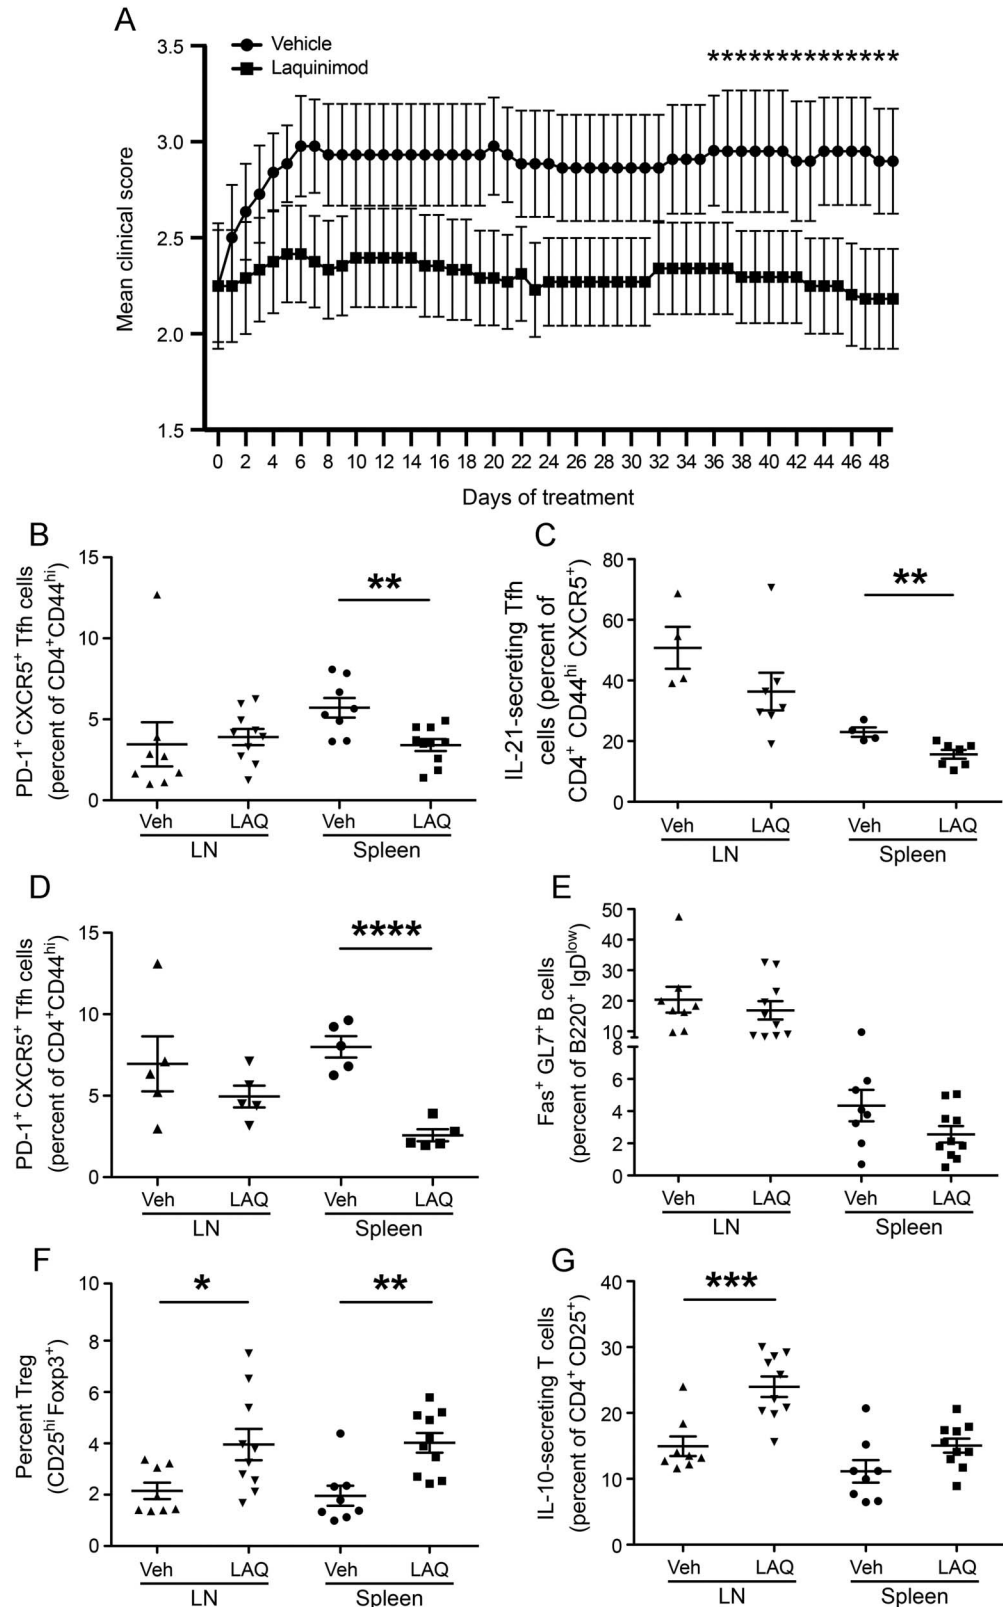 A
Vehicle
Laquinimod
**************
3.5
3.0
2.5
2.0
1.5
Mean clinical score
0 2 4 6 8 10 12 14 16 18 20 22 24 26 28 30 32 34 36 38 40 42 44 46 48
Days of treatment
B
PD-1⁺ CXCR5⁺ Tfh cells
(percent of CD4⁺CD44ʰⁱ)
15
10
5
0
**
Veh LAQ Veh LAQ
LN Spleen
C
IL-21-secreting Tfh
cells (percent of
CD4⁺ CD44ʰⁱ CXCR5⁺)
80
60
40
20
0
**
Veh LAQ Veh LAQ
LN Spleen
D
PD-1⁺ CXCR5⁺ Tfh cells
(percent of CD4⁺CD44ʰⁱ)
15
10
5
0
****
Veh LAQ Veh LAQ
LN Spleen
E
Fas⁺ GL7⁺ B cells
(percent of B220⁺ IgDˡᵒʷ)
50
40
30
20
10
8
6
4
2
0
Veh LAQ Veh LAQ
LN Spleen
F
Percent Treg
(CD25ʰⁱ Foxp3⁺)
10
8
6
4
2
0
* **
Veh LAQ Veh LAQ
LN Spleen
G
IL-10-secreting T cells
(percent of CD4⁺ CD25⁺)
40
30
20
10
0
***
Veh LAQ Veh LAQ
LN Spleen